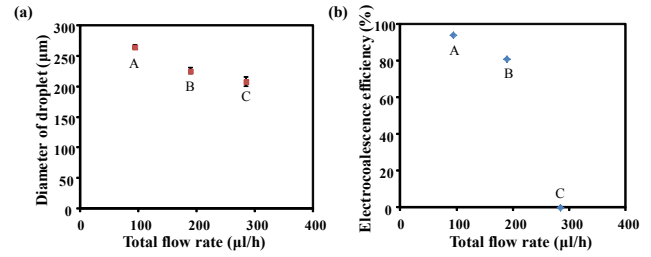 (a)
Diameter of droplet (µm)
300
250
200
150
100
50
0
A
B
C
0 100 200 300 400
Total flow rate (µl/h)
(b)
Electrocoalescence efficiency (%)
100
80
60
40
20
0
A
B
C
0 100 200 300 400
Total flow rate (µl/h)